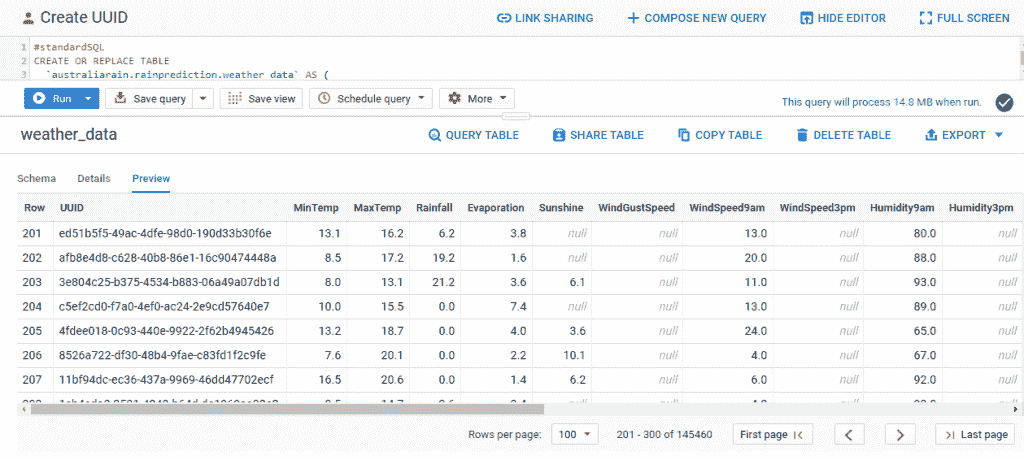 Create UUID
LINK SHARING
COMPOSE NEW QUERY
HIDE EDITOR
FULL SCREEN
1 #standardSQL
2 CREATE OR REPLACE TABLE
3 `australiarain.rainprediction.weather_data` AS (
Run
Save query
Save view
Schedule query
More
This query will process 14.8 MB when run.
weather_data
QUERY TABLE
SHARE TABLE
COPY TABLE
DELETE TABLE
EXPORT
Schema Details Preview
Row UUID MinTemp MaxTemp Rainfall Evaporation Sunshine WindGustSpeed WindSpeed9am WindSpeed3pm Humidity9am Humidity3pm
201 ed51b5f5-49ac-4dfe-98d0-190d33b30f6e 13.1 16.2 6.2 3.8 null null 13.0 null 80.0 null
202 afb8e4d8-c628-40b8-86e1-16c90474448a 8.5 17.2 19.2 1.6 null null 20.0 null 88.0 null
203 3e804c25-b375-4534-b883-06a49a07db1d 8.0 13.1 21.2 3.6 6.1 null 11.0 null 93.0 null
204 c5ef2cd0-f7a0-4ef0-ac24-2e9cd57640e7 10.0 15.5 0.0 7.4 null null 13.0 null 89.0 null
205 4fdee018-0c93-440e-9922-2f62b4945426 13.2 18.7 0.0 4.0 3.6 null 24.0 null 65.0 null
206 8526a722-df30-48b4-9fae-c83fd1f2c9fe 7.6 20.1 0.0 2.2 10.1 null 4.0 null 67.0 null
207 11bf94dc-ec36-437a-9969-46dd47702ecf 16.5 20.6 0.0 1.4 6.2 null 6.0 null 92.0 null
Rows per page: 100 201 - 300 of 145460 First page Last page